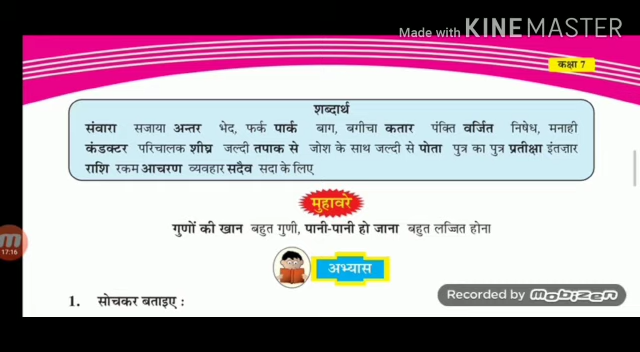 Made with KINEMASTER
कक्षा 7
शब्दार्थ
संवारा सजाया अन्तर भेद, फर्क पार्क बाग, बगीचा कतार पंक्ति वर्जित निषेध, मनाही
कंडक्टर परिचालक शीघ्र जल्दी तपाक से जोश के साथ जल्दी से पोता पुत्र का पुत्र प्रतीक्षा इंतज़ार
राशि रकम आचरण व्यवहार सदैव सदा के लिए
मुहावरे
गुणों की खान बहुत गुणी, पानी-पानी हो जाना बहुत लज्जित होना
17:16
अभ्यास
1. सोचकर बताइए :
Recorded by Mobizen